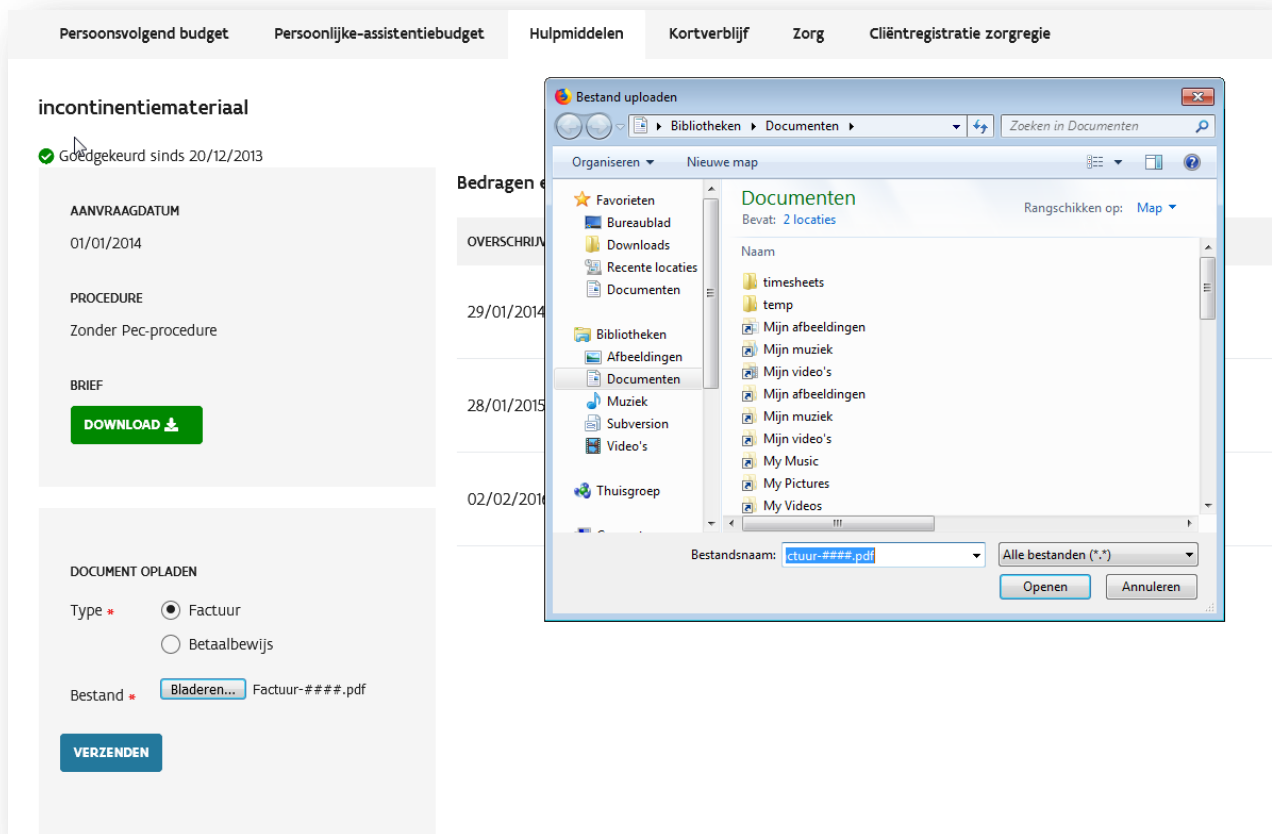 Persoonsvolgend budget Persoonlijke-assistentiebudget Hulpmiddelen Kortverblijf Zorg Cliëntregistratie zorgregie
incontinentiemateriaal
Goedgekeurd sinds 20/12/2013
AANVRAAGDATUM
01/01/2014
PROCEDURE
Zonder Pec-procedure
BRIEF
DOWNLOAD
DOCUMENT OPLADEN
Type * Factuur
Betaalbewijs
Bestand * Bladeren... Factuur-####.pdf
VERZENDEN
Bedragen
OVERSCHRIJV
29/01/2014
28/01/2015
02/02/2016
Bestand uploaden
Bibliotheken Documenten Zoeken in Documenten
Organiseren Nieuwe map
Favorieten
Bureaublad
Downloads
Recente locaties
Documenten
Bibliotheken
Afbeeldingen
Documenten
Muziek
Subversion
Video's
Thuisgroep
Documenten
Bevat: 2 locaties
Rangschikken op: Map
Naam
timesheets
temp
Mijn afbeeldingen
Mijn muziek
Mijn video's
Mijn afbeeldingen
Mijn muziek
Mijn video's
My Music
My Pictures
My Videos
Bestandsnaam: ctuur-####.pdf Alle bestanden (*.*)
Openen Annuleren